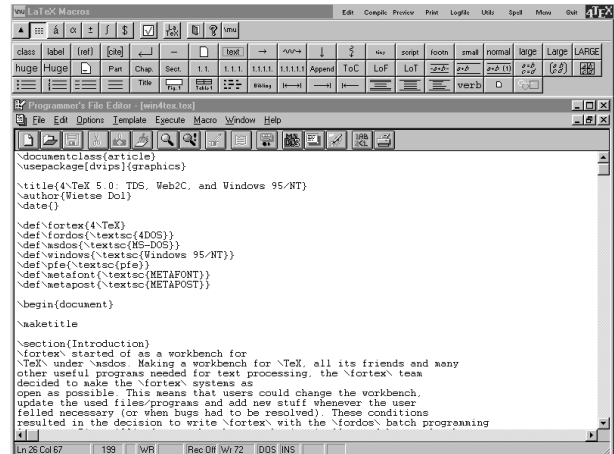 LaTeX Macros Edit Compile Preview Print Logfile Utils Spell Menu Quit 4TEX
class label (ref) [cite] text tiny script footn small normal large Large LARGE
huge Huge Part Chap. Sect. 1.1. 1.1.1. 1.1.1.1. 1.1.1.1.1 Append ToC LoF LoT
Title Fig.1 Table1 verb
Programmer's File Editor - [win4tex.tex]
File Edit Options Template Execute Macro Window Help
\documentclass{article}
\usepackage[dvips]{graphics}
\title{4\TeX 5.0: TDS, Web2C, and Windows 95/NT}
\author{Wietse Dol}
\date{}
\def\fortex{4\TeX}
\def\fordos{\textsc{4DOS}}
\def\msdos{\textsc{MS-DOS}}
\def\windows{\textsc{Windows 95/NT}}
\def\pfe{\textsc{pfe}}
\def\metafont{\textsc{METAFONT}}
\def\metapost{\textsc{METAPOST}}
\begin{document}
\maketitle
\section{Introduction}
\fortex\ started of as a workbench for
\TeX\ under \msdos. Making a workbench for \TeX, all its friends and many
other useful programs needed for text processing, the \fortex\ team
decided to make the \fortex\ systems as
open as possible. This means that users could change the workbench,
update the used files/programs and add new stuff whenever the user
felled necessary (or when bugs had to be resolved). These conditions
resulted in the decision to write \fortex\ with the \fordos\ batch programming
Ln 26 Col 67 199 WR Rec Off Wr 72 DOS INS